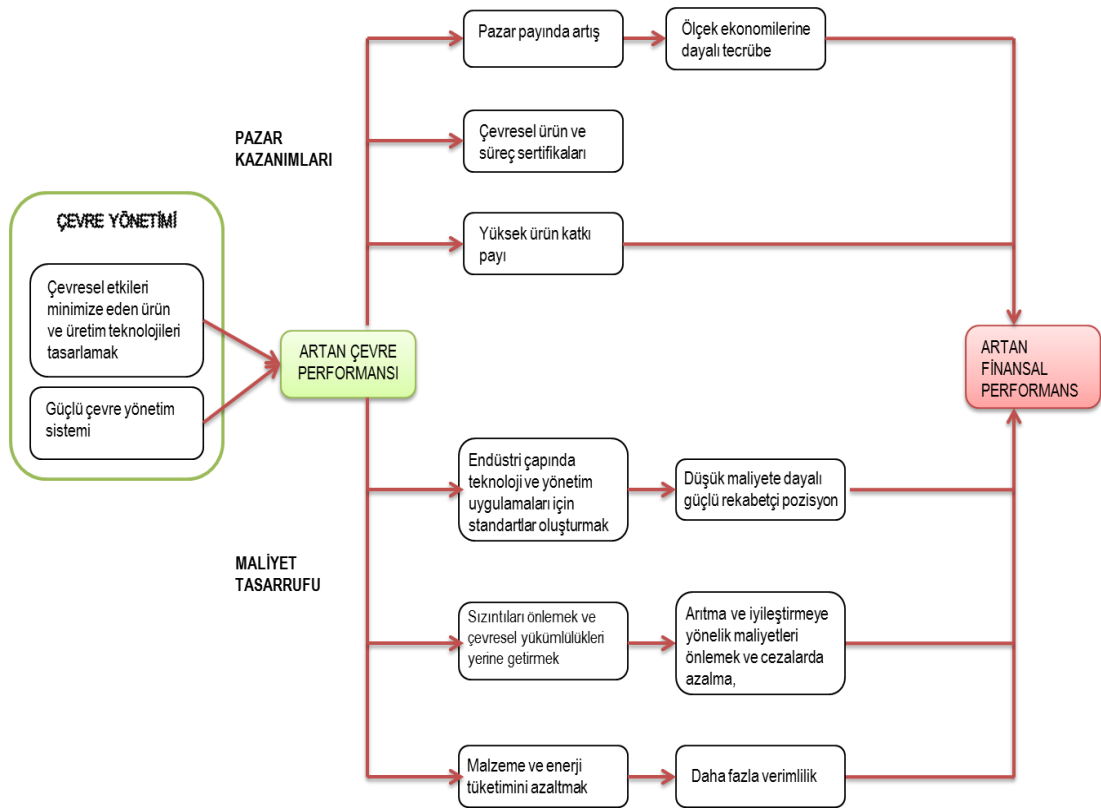 Pazar payında artış
Ölçek ekonomilerine
dayalı tecrübe
PAZAR
KAZANIMLARI
Çevresel ürün ve
süreç sertifikaları
Yüksek ürün katkı
payı
ÇEVRE YÖNETİMİ
Çevresel etkileri
minimize eden ürün
ve üretim teknolojileri
tasarlamak
Güçlü çevre yönetim
sistemi
ARTAN ÇEVRE
PERFORMANSI
ARTAN
FİNANSAL
PERFORMANS
Endüstri çapında
teknoloji ve yönetim
uygulamaları için
standartlar oluşturmak
Düşük maliyete dayalı
güçlü rekabetçi pozisyon
MALİYET
TASARRUFU
Sızıntıları önlemek ve
çevresel yükümlülükleri
yerine getirmek
Arıtma ve iyileştirmeye
yönelik maliyetleri
önlemek ve cezalarda
azalma,
Malzeme ve enerji
tüketimini azaltmak
Daha fazla verimlilik